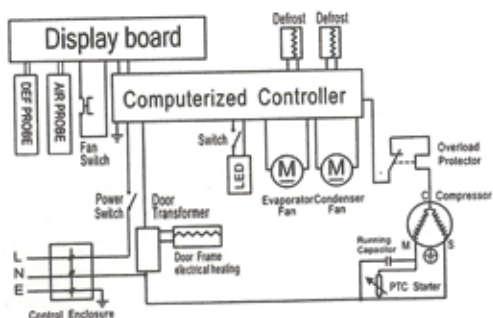 Defrost Defrost
Display board
Computerized Controller
DEF PROBE
AIR PROBE
Fan
Switch
Switch
LED
M
M
Evaporator
Fan
Condenser
Fan
Overload
Protector
C Compressor
Power
Switch
Door
Transformer
Running
Capacitor
M
S
L
N
E
Door Frame
electrical heating
PTC Starter
Control Enclosure